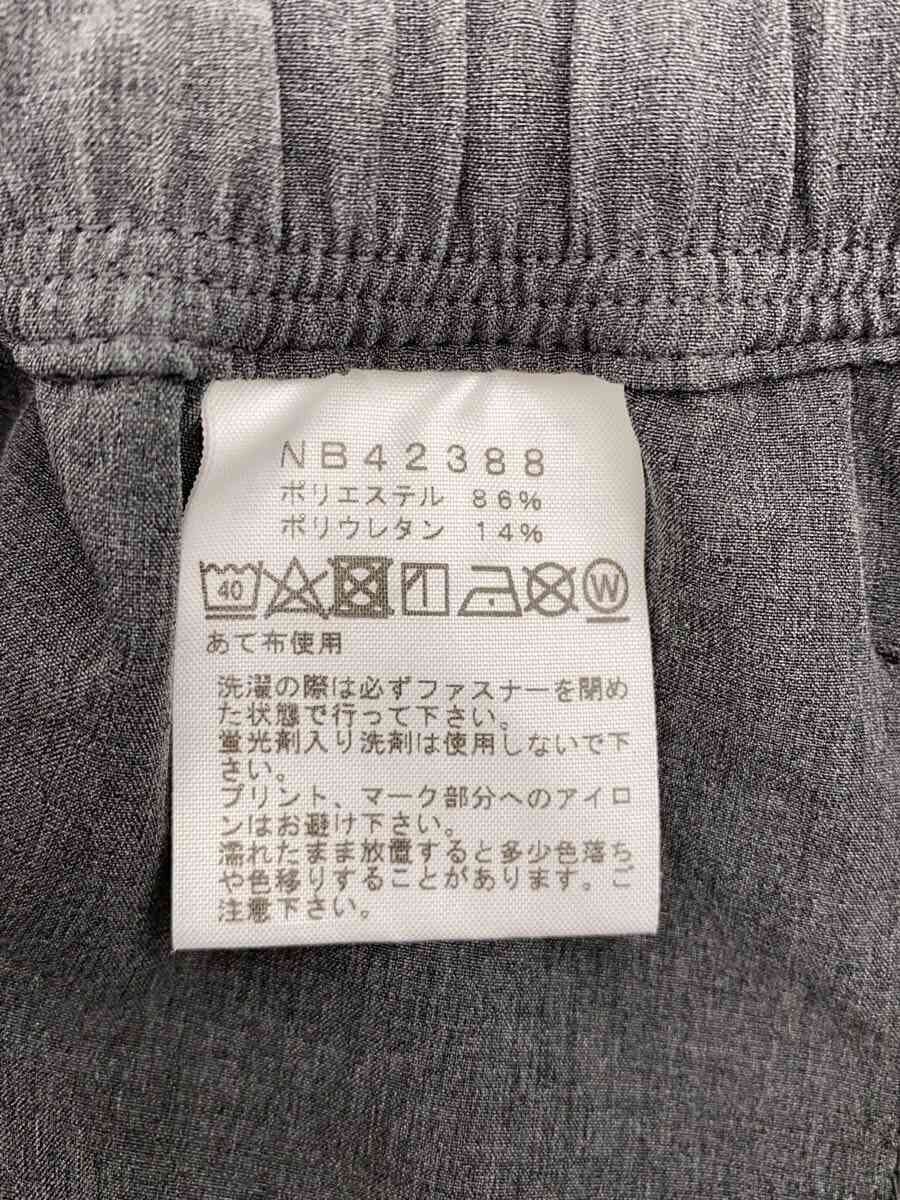 NB42388
ポリエステル 86%
ポリウレタン 14%
40 W
あて布使用
洗濯の際は必ずファスナーを閉め
た状態で行って下さい。
蛍光剤入り洗剤は使用しないで下
さい。
プリント、マーク部分へのアイロ
ンはお避け下さい。
濡れたまま放置すると多少色落ち
や色移りすることがあります。ご
注意下さい。